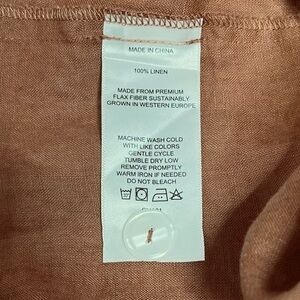 MADE IN CHINA
100% LINEN
MADE FROM PREMIUM
FLAX FIBER SUSTAINABLY
GROWN IN WESTERN EUROPE
MACHINE WASH COLD
WITH LIKE COLORS
GENTLE CYCLE
TUMBLE DRY LOW
REMOVE PROMPTLY
WARM IRON IF NEEDED
DO NOT BLEACH